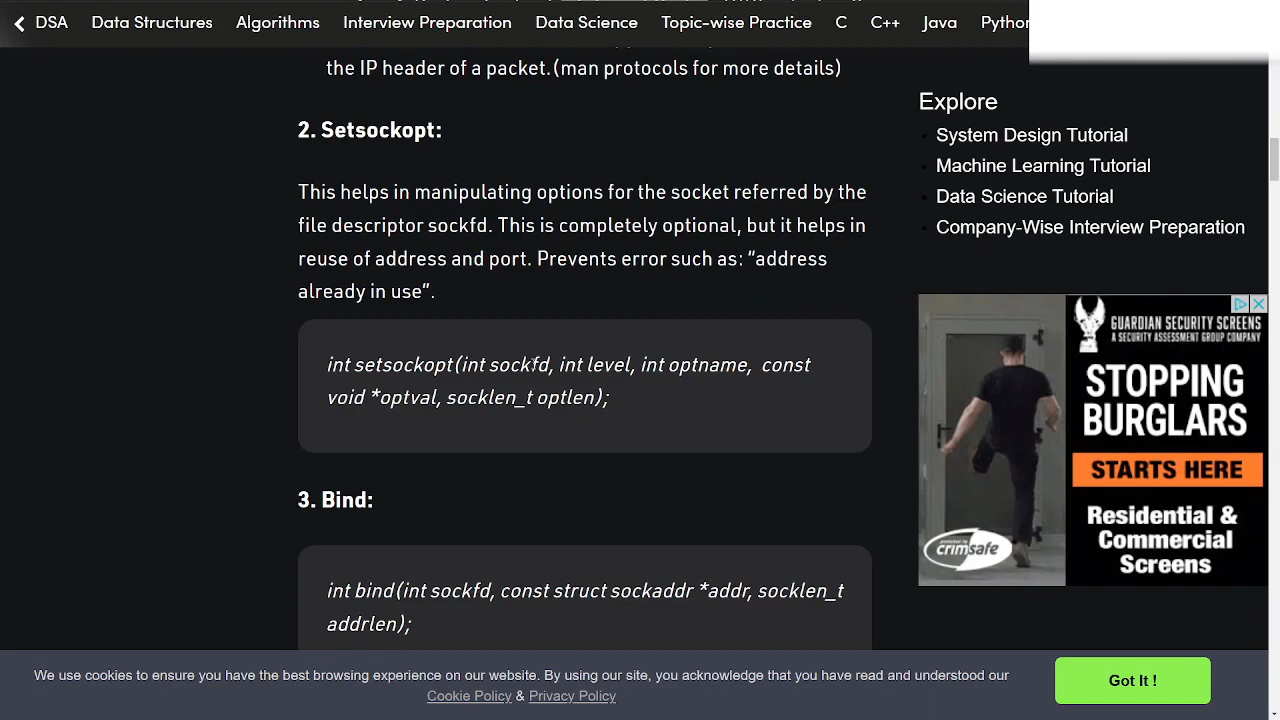 DSA Data Structures Algorithms Interview Preparation Data Science Topic-wise Practice C C++ Java Python
the IP header of a packet.(man protocols for more details)
2. Setsockopt:
This helps in manipulating options for the socket referred by the
file descriptor sockfd. This is completely optional, but it helps in
reuse of address and port. Prevents error such as: “address
already in use”.
int setsockopt(int sockfd, int level, int optname,  const
void *optval, socklen_t optlen);
3. Bind:
int bind(int sockfd, const struct sockaddr *addr, socklen_t
addrlen);
Explore
System Design Tutorial
Machine Learning Tutorial
Data Science Tutorial
Company-Wise Interview Preparation
GUARDIAN SECURITY SCREENS
A SECURITY ASSESSMENT GROUP COMPANY
STOPPING
BURGLARS
STARTS HERE
Residential &
Commercial
Screens
protected by
crimsafe
We use cookies to ensure you have the best browsing experience on our website. By using our site, you acknowledge that you have read and understood our
Cookie Policy & Privacy Policy
Got It !